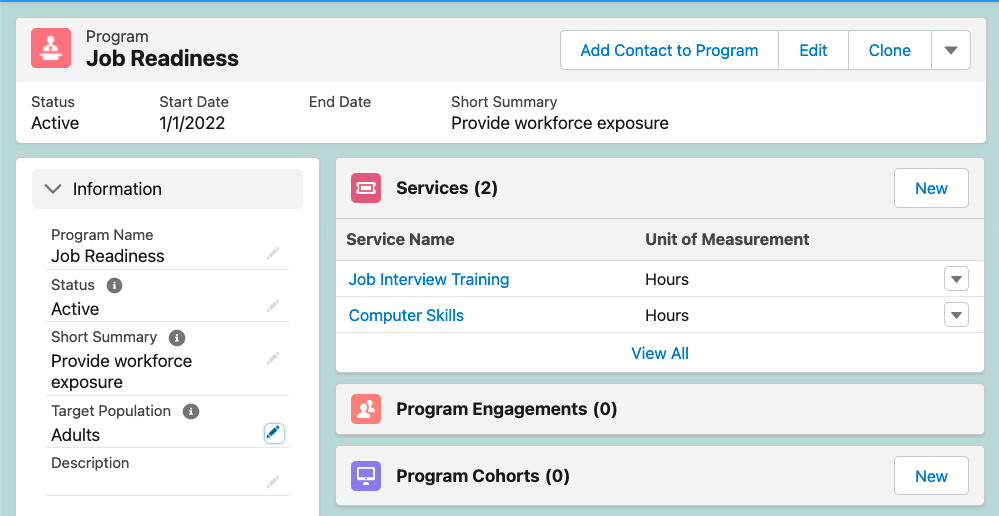 Program
Job Readiness
Add Contact to Program
Edit
Clone
Status
Start Date
End Date
Short Summary
Active
1/1/2022
Provide workforce exposure
Information
Program Name
Job Readiness
Status
Active
Short Summary
Provide workforce
exposure
Target Population
Adults
Description
Services (2)
New
Service Name
Unit of Measurement
Job Interview Training
Hours
Computer Skills
Hours
View All
Program Engagements (0)
Program Cohorts (0)
New